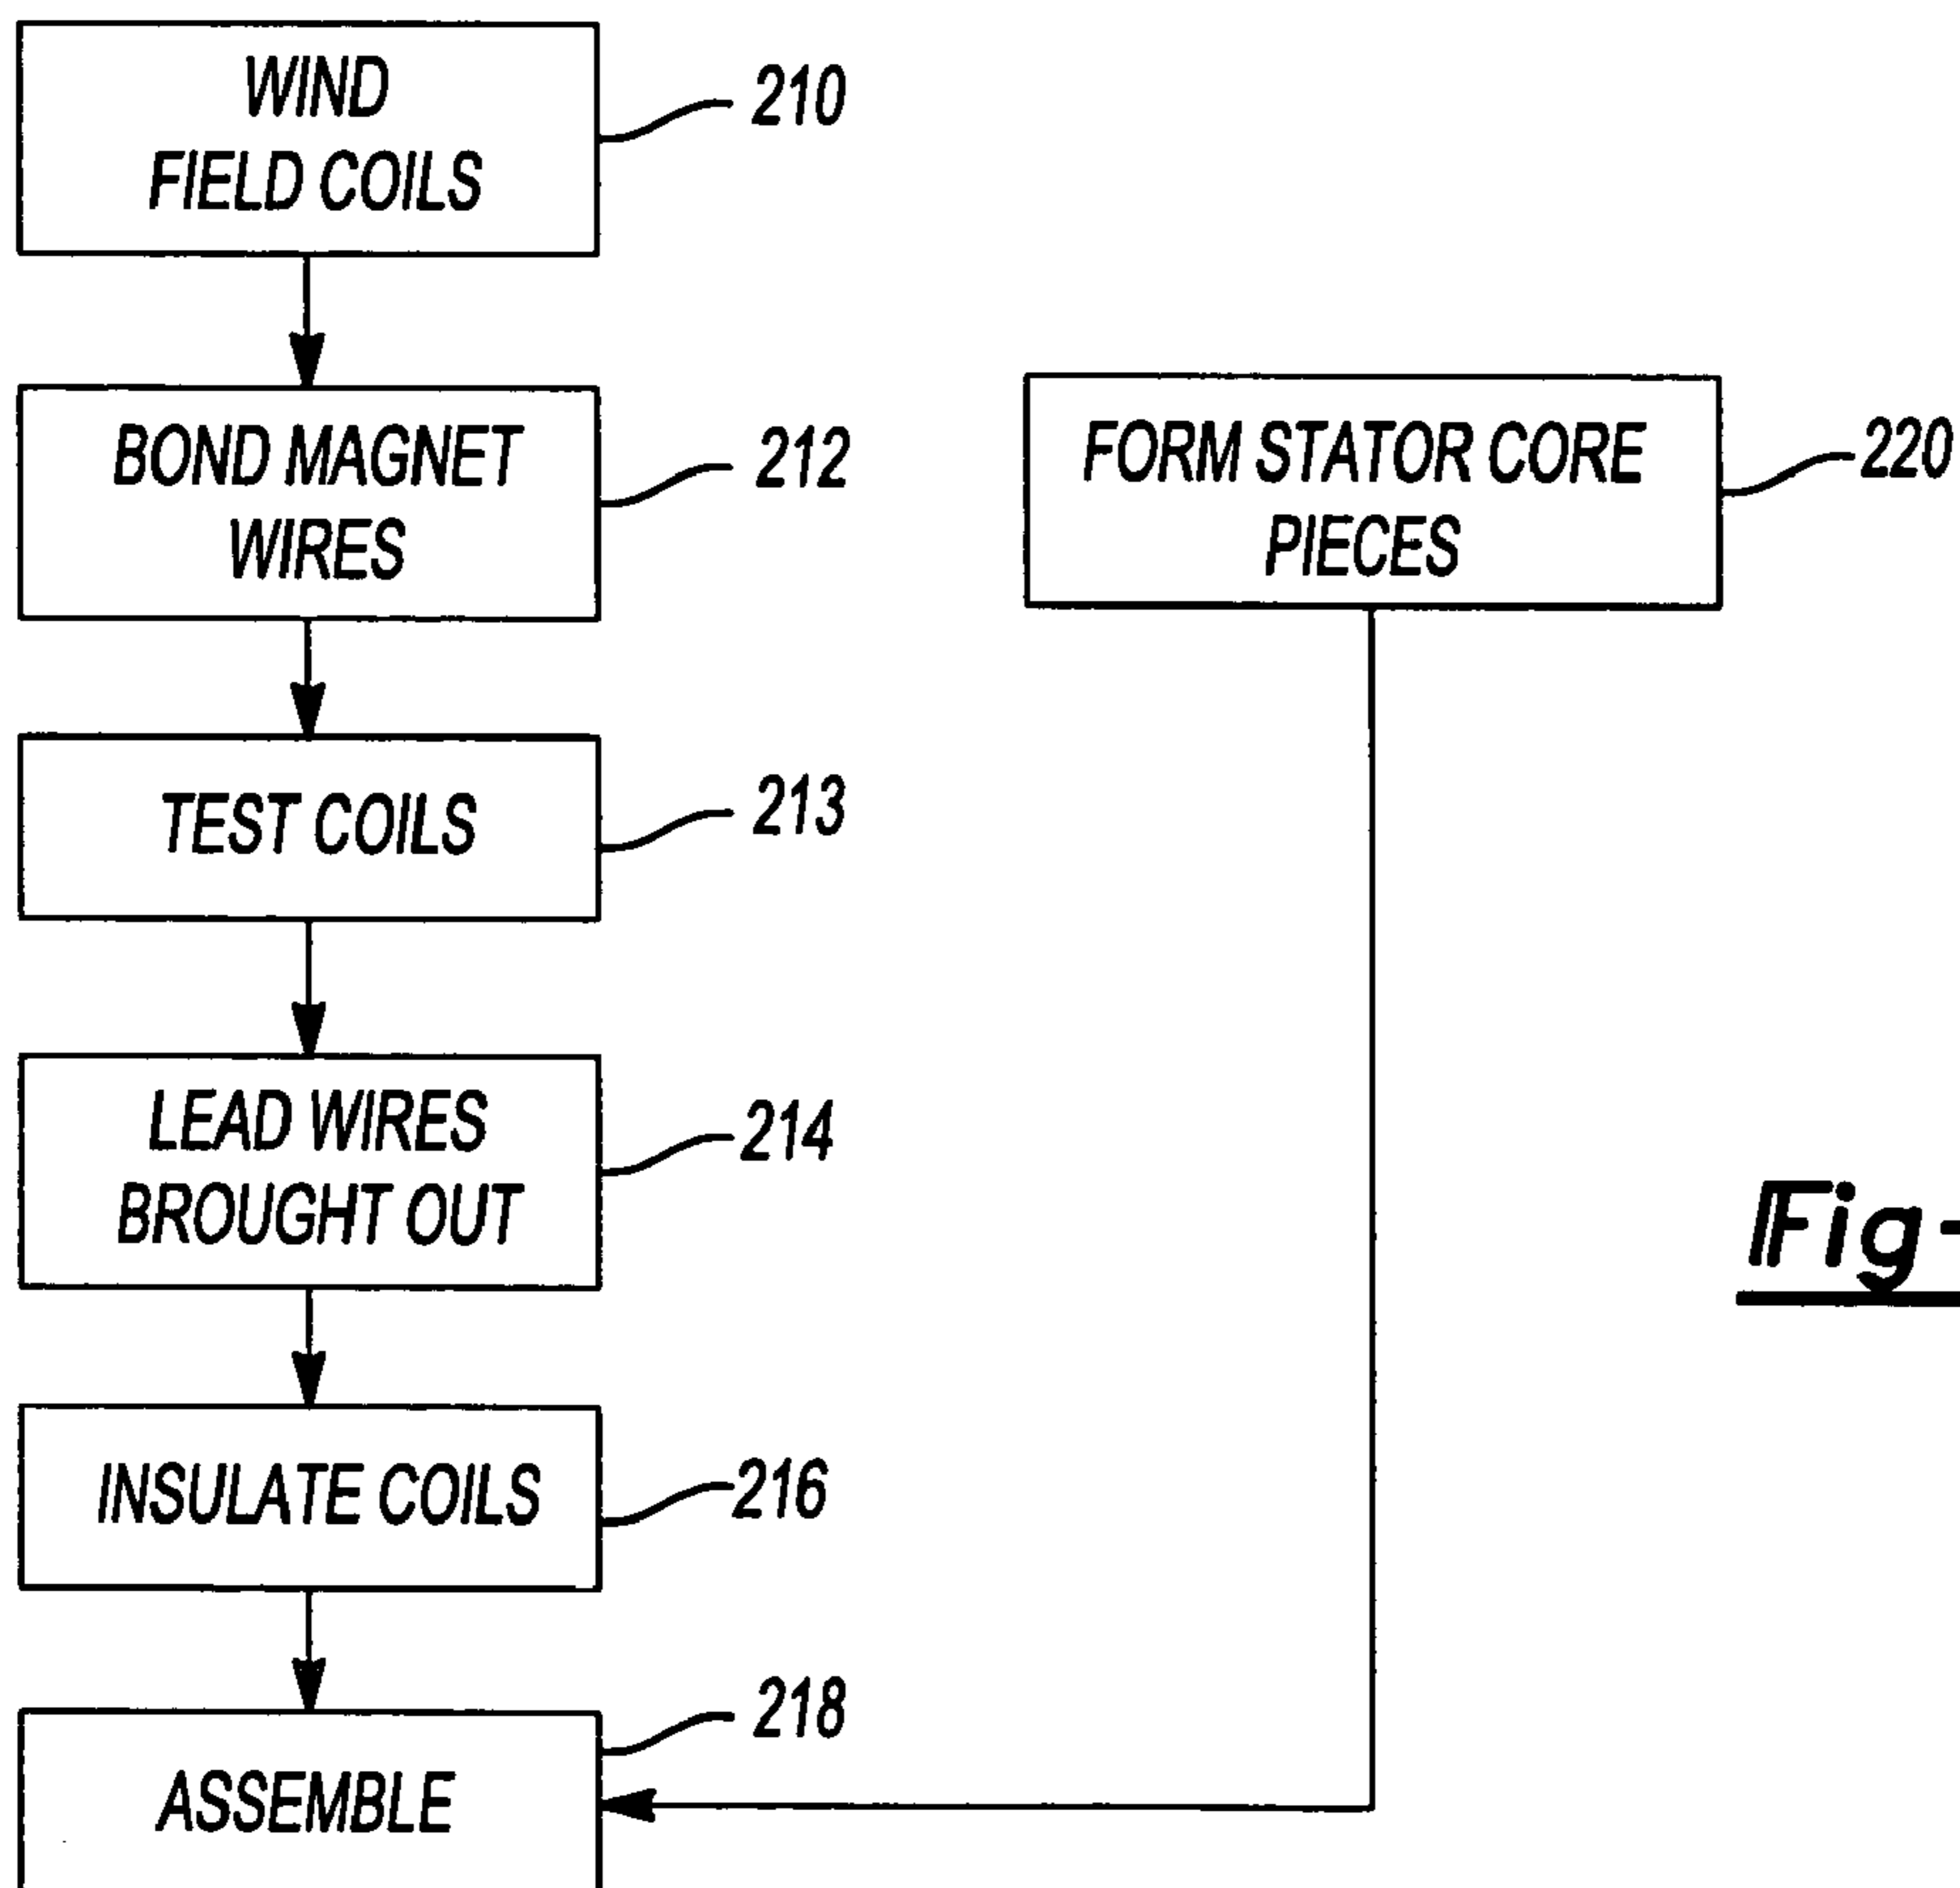 WIND
FIELD COILS
210
BOND MAGNET
WIRES
212
FORM STATOR CORE
PIECES
220
TEST COILS
213
LEAD WIRES
BROUGHT OUT
214
Fig-
INSULATE COILS
216
218
ASSEMBLE